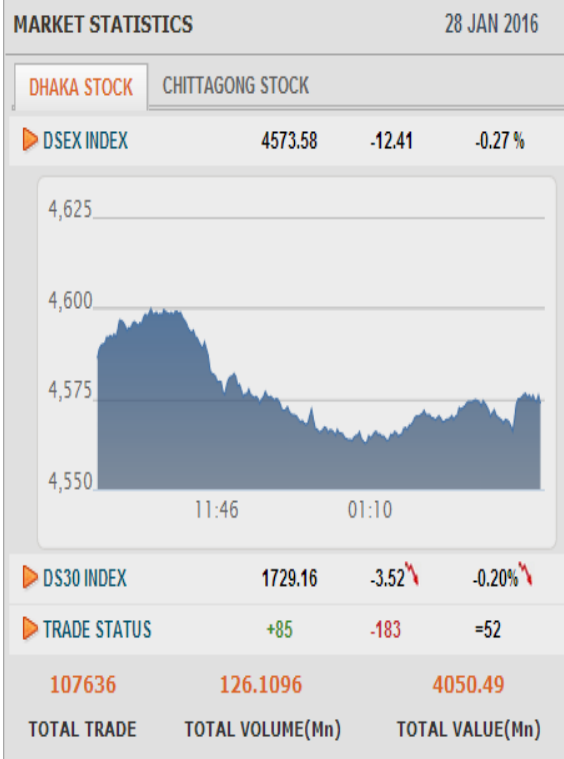 MARKET STATISTICS 28 JAN 2016
DHAKA STOCK CHITTAGONG STOCK
DSEX INDEX 4573.58 -12.41 -0.27 %
4,625
4,600
4,575
4,550
11:46 01:10
DS30 INDEX 1729.16 -3.52 -0.20%
TRADE STATUS +85 -183 =52
107636 126.1096 4050.49
TOTAL TRADE TOTAL VOLUME(Mn) TOTAL VALUE(Mn)